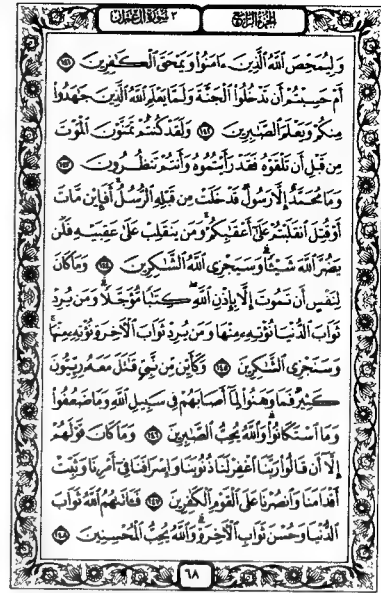 الجزء الرابع
٣ سورة آل عمران
وَلِيُمَحِّصَ ٱللَّهُ ٱلَّذِينَ ءَامَنُوا۟ وَيَمْحَقَ ٱلْكَٰفِرِينَ ١٤١
أَمْ حَسِبْتُمْ أَن تَدْخُلُوا۟ ٱلْجَنَّةَ وَلَمَّا يَعْلَمِ ٱللَّهُ ٱلَّذِينَ جَٰهَدُوا۟
مِنكُمْ وَيَعْلَمَ ٱلصَّٰبِرِينَ ١٤٢ وَلَقَدْ كُنتُمْ تَمَنَّوْنَ ٱلْمَوْتَ
مِن قَبْلِ أَن تَلْقَوْهُ فَقَدْ رَأَيْتُمُوهُ وَأَنتُمْ تَنظُرُونَ ١٤٣
وَمَا مُحَمَّدٌ إِلَّا رَسُولٌ قَدْ خَلَتْ مِن قَبْلِهِ ٱلرُّسُلُ أَفَإِي۟ن مَّاتَ
أَوْ قُتِلَ ٱنقَلَبْتُمْ عَلَىٰٓ أَعْقَٰبِكُمْ وَمَن يَنقَلِبْ عَلَىٰ عَقِبَيْهِ فَلَن
يَضُرَّ ٱللَّهَ شَيْـًٔا وَسَيَجْزِى ٱللَّهُ ٱلشَّٰكِرِينَ ١٤٤ وَمَا كَانَ
لِنَفْسٍ أَن تَمُوتَ إِلَّا بِإِذْنِ ٱللَّهِ كِتَٰبًا مُّؤَجَّلًا وَمَن يُرِدْ
ثَوَابَ ٱلدُّنْيَا نُؤْتِهِۦ مِنْهَا وَمَن يُرِدْ ثَوَابَ ٱلْءَاخِرَةِ نُؤْتِهِۦ مِنْهَا
وَسَنَجْزِى ٱلشَّٰكِرِينَ ١٤٥ وَكَأَيِّن مِّن نَّبِىٍّ قَٰتَلَ مَعَهُۥ رِبِّيُّونَ
كَثِيرٌ فَمَا وَهَنُوا۟ لِمَآ أَصَابَهُمْ فِى سَبِيلِ ٱللَّهِ وَمَا ضَعُفُوا۟
وَمَا ٱسْتَكَانُوا۟ وَٱللَّهُ يُحِبُّ ٱلصَّٰبِرِينَ ١٤٦ وَمَا كَانَ قَوْلَهُمْ
إِلَّآ أَن قَالُوا۟ رَبَّنَا ٱغْفِرْ لَنَا ذُنُوبَنَا وَإِسْرَافَنَا فِىٓ أَمْرِنَا وَثَبِّتْ
أَقْدَامَنَا وَٱنصُرْنَا عَلَى ٱلْقَوْمِ ٱلْكَٰفِرِينَ ١٤٧ فَـَٔاتَىٰهُمُ ٱللَّهُ ثَوَابَ
ٱلدُّنْيَا وَحُسْنَ ثَوَابِ ٱلْءَاخِرَةِ وَٱللَّهُ يُحِبُّ ٱلْمُحْسِنِينَ ١٤٨
٦٨